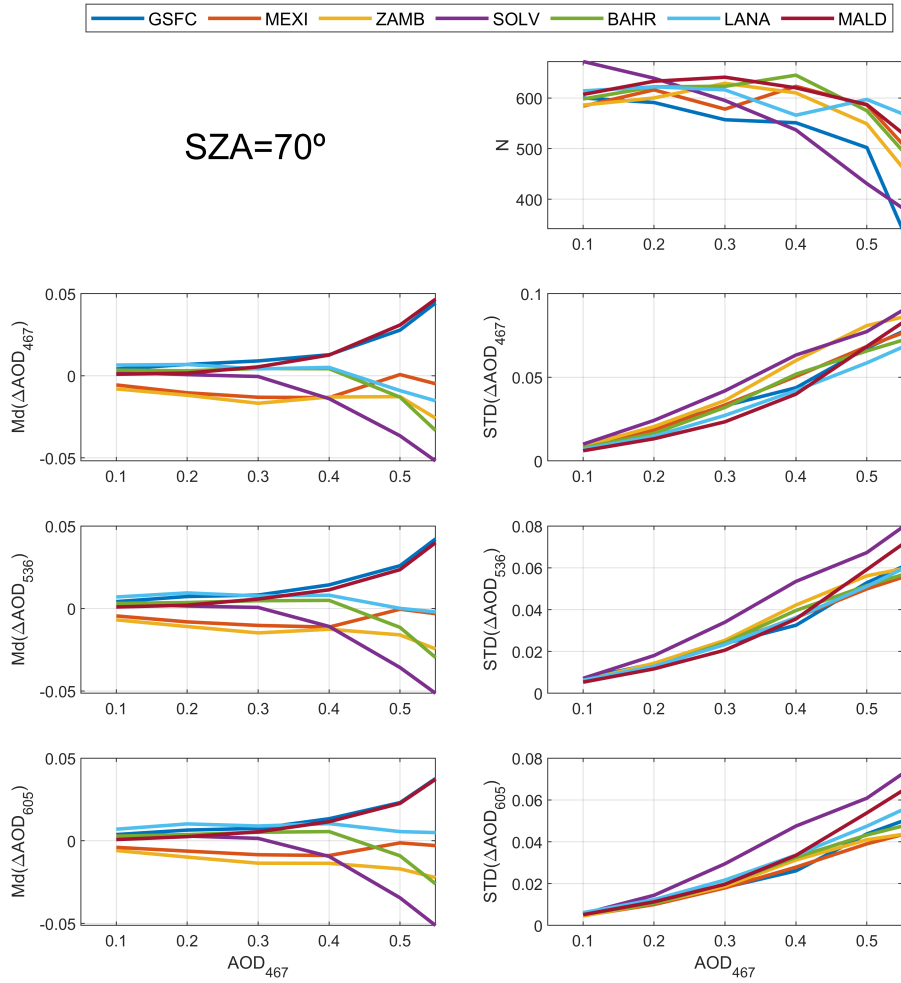 GSFC MEXI ZAMB SOLV BAHR LANA MALD
SZA=70º
N
600
500
400
0.1 0.2 0.3 0.4 0.5
Md(ΔAOD467)
0.05
0
-0.05
0.1 0.2 0.3 0.4 0.5
STD(ΔAOD467)
0.1
0.05
0
0.1 0.2 0.3 0.4 0.5
Md(ΔAOD536)
0.05
0
-0.05
0.1 0.2 0.3 0.4 0.5
STD(ΔAOD536)
0.08
0.06
0.04
0.02
0
0.1 0.2 0.3 0.4 0.5
Md(ΔAOD605)
0.05
0
-0.05
0.1 0.2 0.3 0.4 0.5
AOD467
STD(ΔAOD605)
0.08
0.06
0.04
0.02
0
0.1 0.2 0.3 0.4 0.5
AOD467